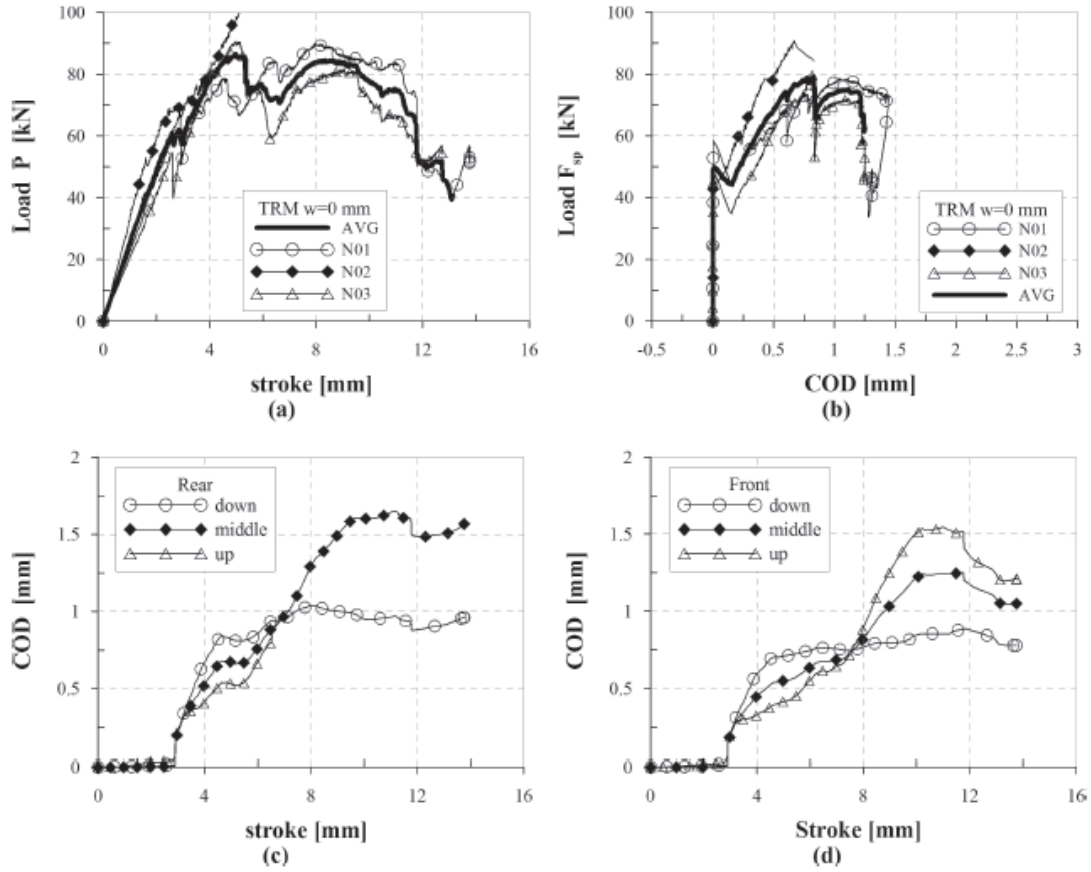 100
80
60
40
20
0
Load P [kN]
TRM w=0 mm
AVG
N01
N02
N03
0 4 8 12 16
stroke [mm]
(a)
100
80
60
40
20
0
Load Fsp [kN]
TRM w=0 mm
N01
N02
N03
AVG
-0.5 0 0.5 1 1.5 2 2.5 3
COD [mm]
(b)
2
1.5
1
0.5
0
COD [mm]
Rear
down
middle
up
0 4 8 12 16
stroke [mm]
(c)
2
1.5
1
0.5
0
COD [mm]
Front
down
middle
up
0 4 8 12 16
Stroke [mm]
(d)